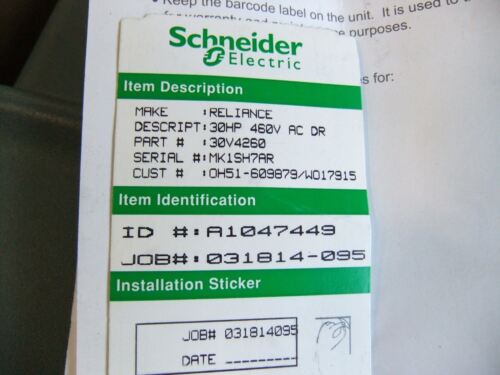 Keep the barcode label on the unit. It is used to
purposes.
es for:
Schneider
Electric
Item Description
MAKE :RELIANCE
DESCRIPT:30HP 460V AC DR
PART # :30V4260
SERIAL #:MK1SH7AR
CUST # :OH51-609879/WO17915
Item Identification
ID #:A1047449
JOB#:031814-095
Installation Sticker
JOB# 031814095
DATE